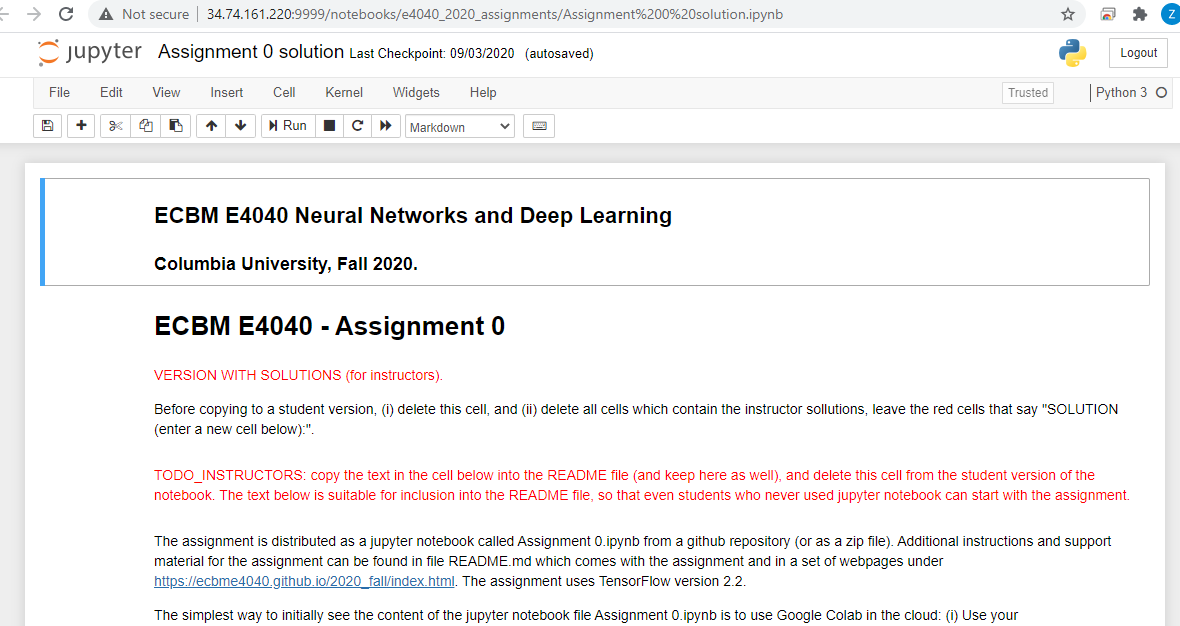 Not secure | 34.74.161.220:9999/notebooks/e4040_2020_assignments/Assignment%200%20solution.ipynb Z
jupyter Assignment 0 solution Last Checkpoint: 09/03/2020 (autosaved) Logout
File Edit View Insert Cell Kernel Widgets Help Trusted Python 3
Run Markdown
ECBM E4040 Neural Networks and Deep Learning
Columbia University, Fall 2020.
ECBM E4040 - Assignment 0
VERSION WITH SOLUTIONS (for instructors).
Before copying to a student version, (i) delete this cell, and (ii) delete all cells which contain the instructor sollutions, leave the red cells that say "SOLUTION
(enter a new cell below):".
TODO_INSTRUCTORS: copy the text in the cell below into the README file (and keep here as well), and delete this cell from the student version of the
notebook. The text below is suitable for inclusion into the README file, so that even students who never used jupyter notebook can start with the assignment.
The assignment is distributed as a jupyter notebook called Assignment 0.ipynb from a github repository (or as a zip file). Additional instructions and support
material for the assignment can be found in file README.md which comes with the assignment and in a set of webpages under
https://ecbme4040.github.io/2020_fall/index.html. The assignment uses TensorFlow version 2.2.
The simplest way to initially see the content of the jupyter notebook file Assignment 0.ipynb is to use Google Colab in the cloud: (i) Use your